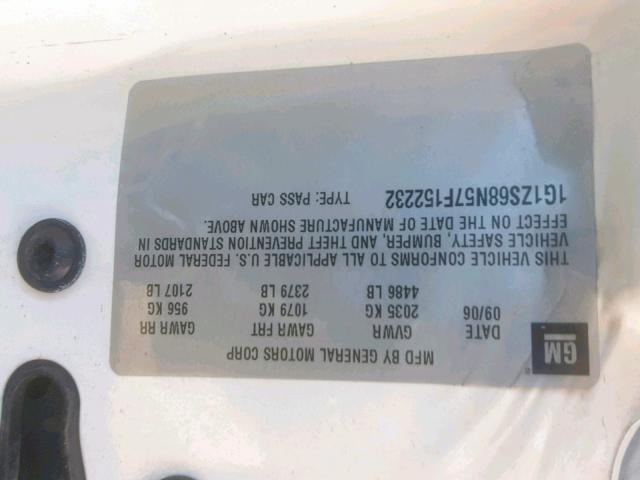 GM
MFD BY GENERAL MOTORS CORP
DATE GVWR GAWR FRT GAWR RR
09/06 2035 KG 1079 KG 956 KG
4486 LB 2379 LB 2107 LB
THIS VEHICLE CONFORMS TO ALL APPLICABLE U.S. FEDERAL MOTOR
VEHICLE SAFETY, BUMPER, AND THEFT PREVENTION STANDARDS IN
EFFECT ON THE DATE OF MANUFACTURE SHOWN ABOVE.
1G1ZS68N57F152232 TYPE: PASS CAR